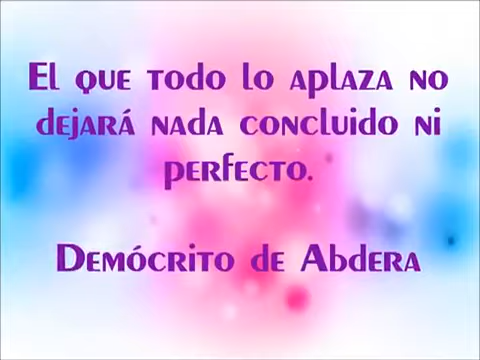 El que todo lo aplaza no
dejará nada concluido ni
perfecto.
Demócrito de Abdera